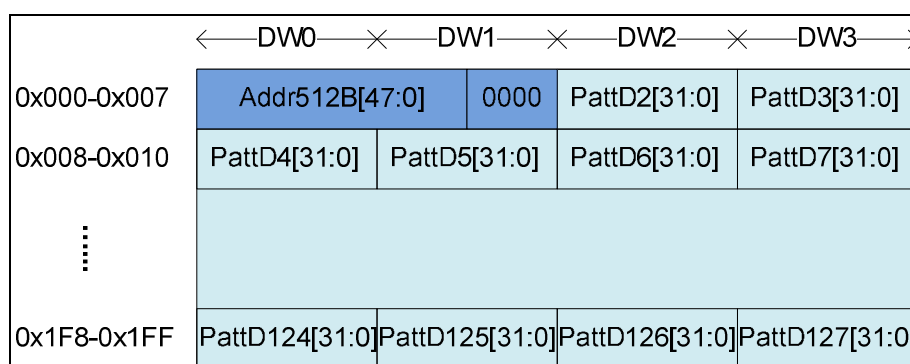 DW0 DW1 DW2 DW3
0x000-0x007 Addr512B[47:0] 0000 PattD2[31:0] PattD3[31:0]
0x008-0x010 PattD4[31:0] PattD5[31:0] PattD6[31:0] PattD7[31:0]
0x1F8-0x1FF PattD124[31:0] PattD125[31:0] PattD126[31:0] PattD127[31:0